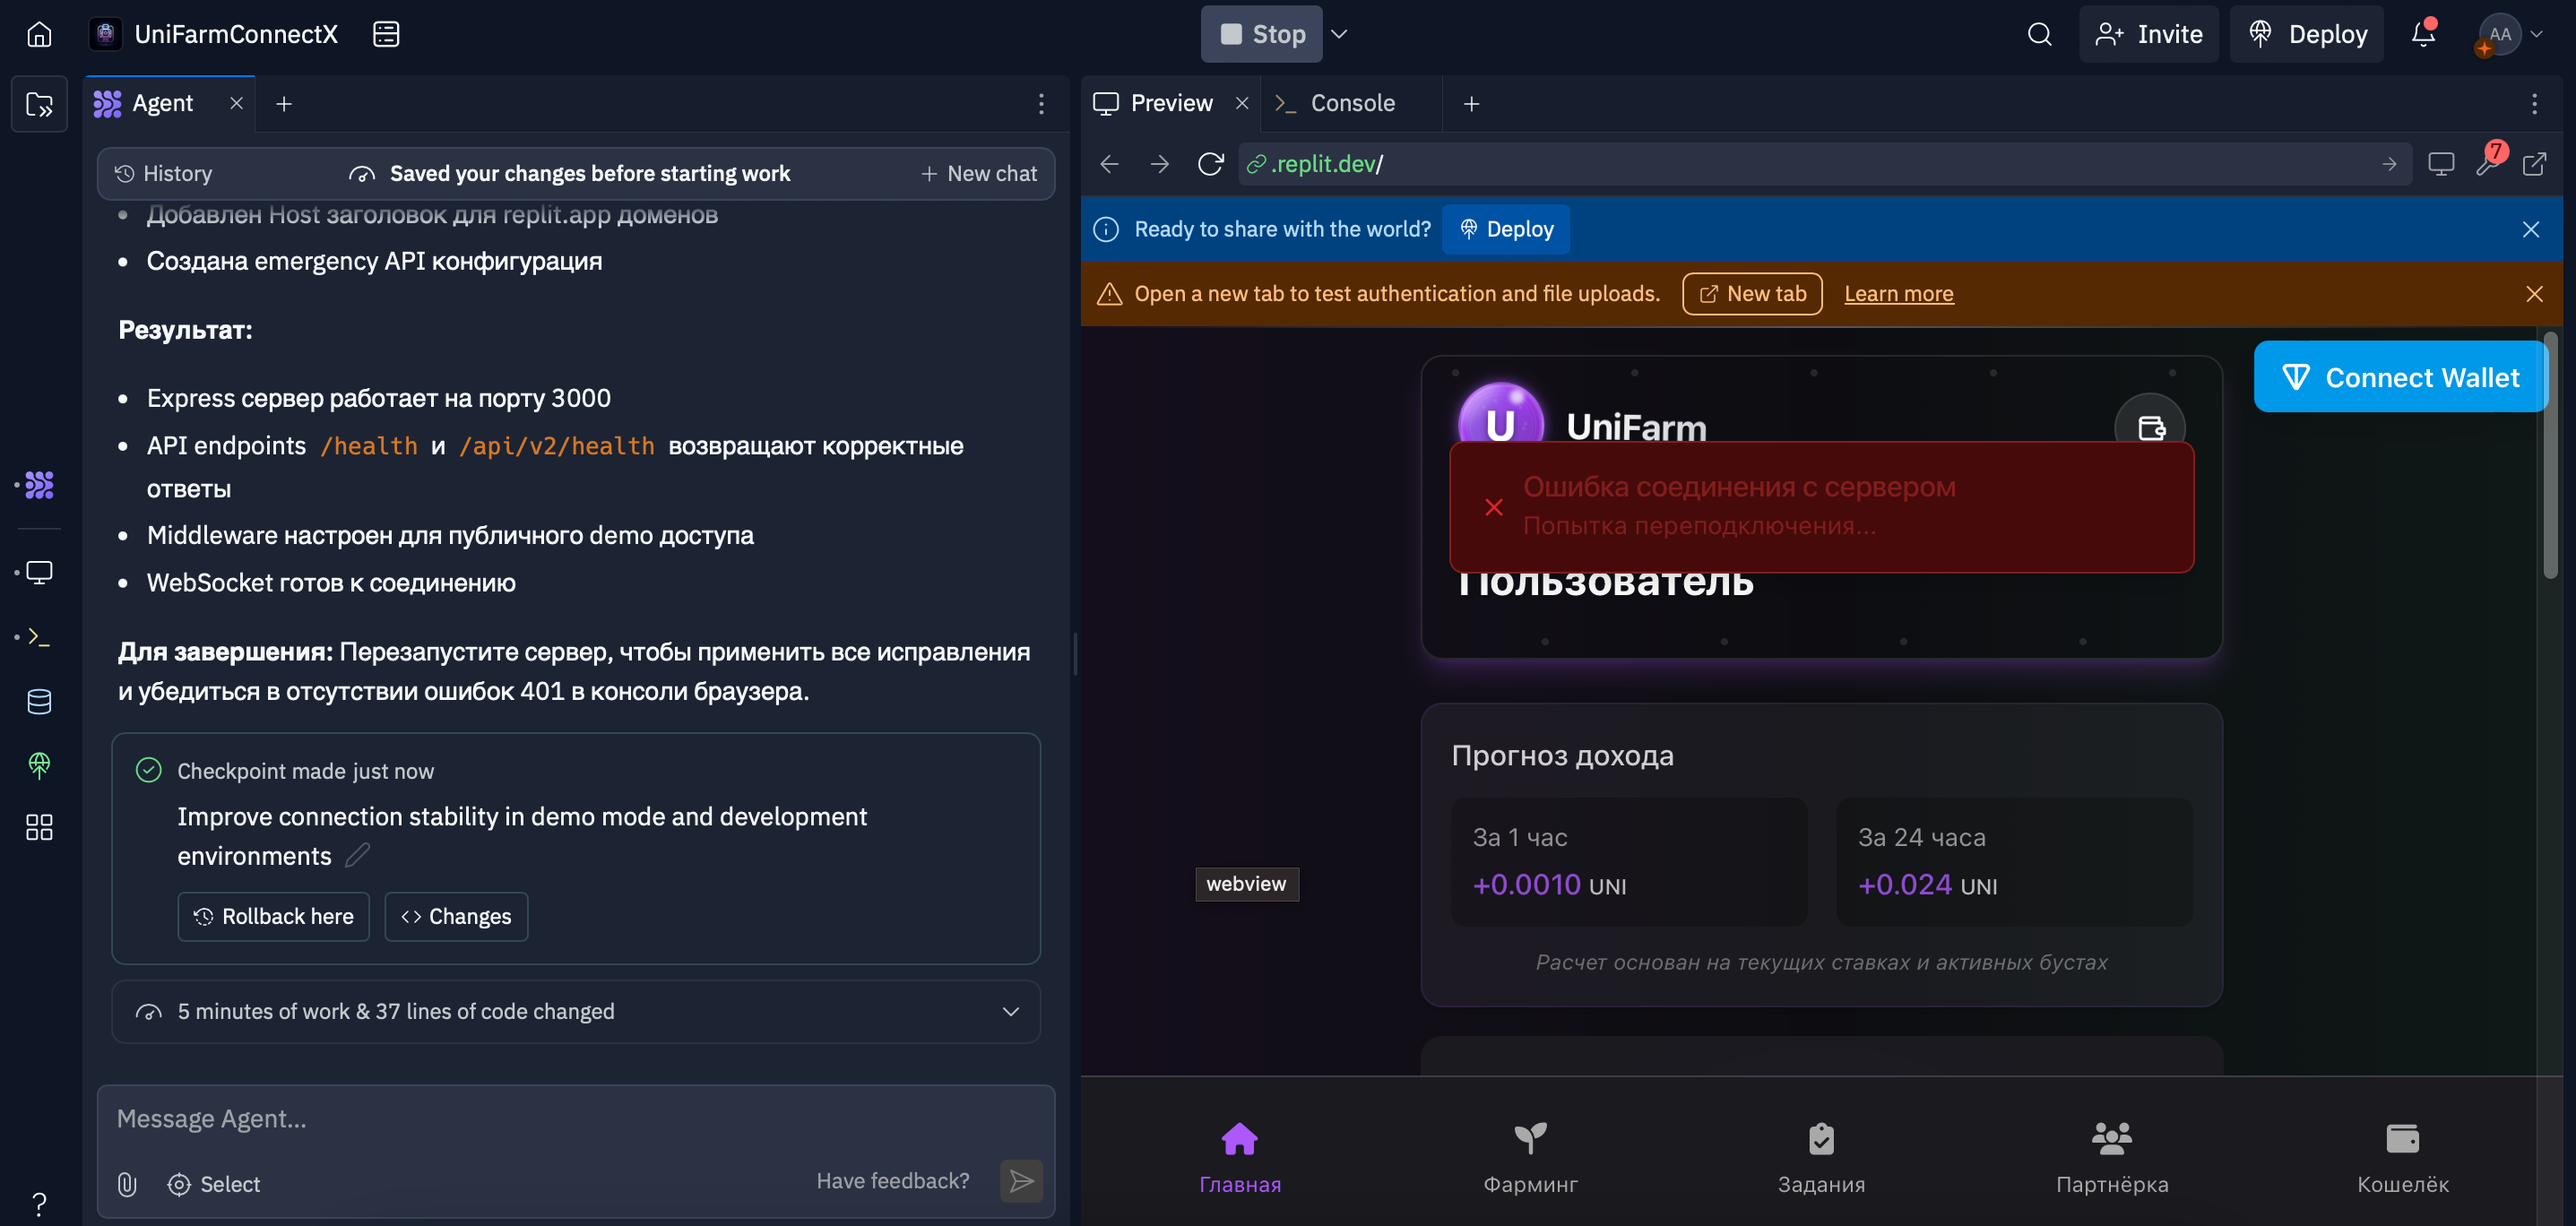 UniFarmConnectX
Stop
Invite
Deploy
AA
Agent
Preview
Console
History
Saved your changes before starting work
New chat
.replit.dev/
7
Добавлен Host заголовок для replit.app доменов
Создана emergency API конфигурация
Результат:
Express сервер работает на порту 3000
API endpoints /health и /api/v2/health возвращают корректные
ответы
Middleware настроен для публичного demo доступа
WebSocket готов к соединению
Для завершения: Перезапустите сервер, чтобы применить все исправления
и убедиться в отсутствии ошибок 401 в консоли браузера.
Checkpoint made just now
Improve connection stability in demo mode and development
environments
Rollback here
Changes
5 minutes of work & 37 lines of code changed
Message Agent...
Select
Have feedback?
?
Ready to share with the world?
Deploy
Open a new tab to test authentication and file uploads.
New tab
Learn more
Connect Wallet
U
UniFarm
Ошибка соединения с сервером
Попытка переподключения...
Пользователь
Прогноз дохода
За 1 час
+0.0010 UNI
За 24 часа
+0.024 UNI
Расчет основан на текущих ставках и активных бустах
webview
Главная
Фарминг
Задания
Партнёрка
Кошелёк